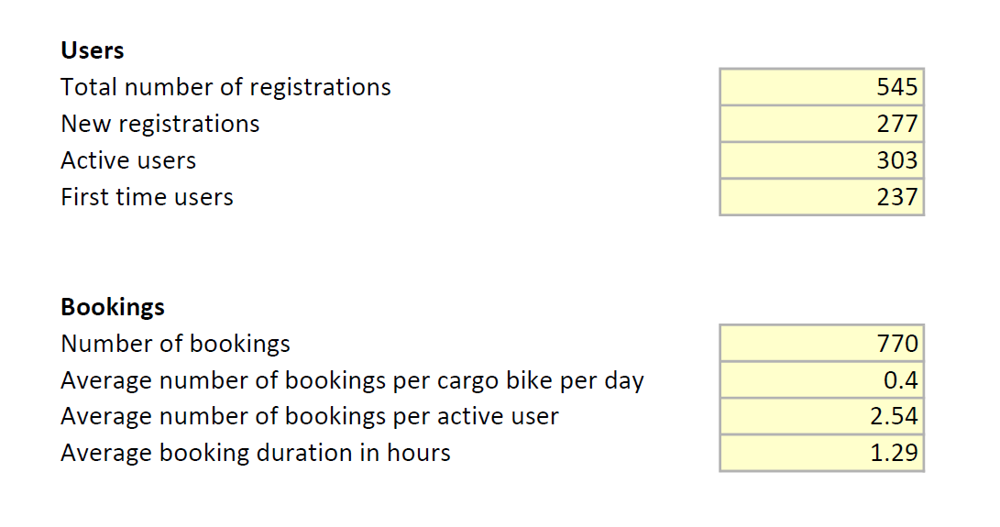 Users
Total number of registrations 545
New registrations 277
Active users 303
First time users 237
Bookings
Number of bookings 770
Average number of bookings per cargo bike per day 0.4
Average number of bookings per active user 2.54
Average booking duration in hours 1.29